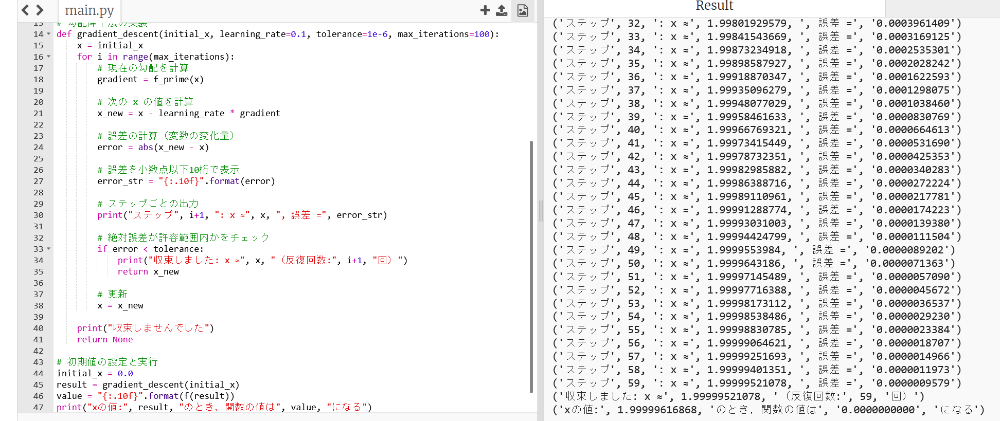 main.py
13 # 勾配降下法の実装
14 def gradient_descent(initial_x, learning_rate=0.1, tolerance=1e-6, max_iterations=100):
15 x = initial_x
16 for i in range(max_iterations):
17 # 現在の勾配を計算
18 gradient = f_prime(x)
19
20 # 次の x の値を計算
21 x_new = x - learning_rate * gradient
22
23 # 誤差の計算（変数の変化量）
24 error = abs(x_new - x)
25
26 # 誤差を小数点以下10桁で表示
27 error_str = "{:.10f}".format(error)
28
29 # ステップごとの出力
30 print("ステップ", i+1, ": x ≈", x, ", 誤差 =", error_str)
31
32 # 絶対誤差が許容範囲内かをチェック
33 if error < tolerance:
34 print("収束しました: x ≈", x, "（反復回数:", i+1, "回）")
35 return x_new
36
37 # 更新
38 x = x_new
39
40 print("収束しませんでした")
41 return None
42
43 # 初期値の設定と実行
44 initial_x = 0.0
45 result = gradient_descent(initial_x)
46 value = "{:.10f}".format(f(result))
47 print("xの値:", result, "のとき，関数の値は", value, "になる")
Result
('ステップ', 32, ': x ≈', 1.99801929579, ', 誤差 =', '0.0003961409')
('ステップ', 33, ': x ≈', 1.99841543669, ', 誤差 =', '0.0003169125')
('ステップ', 34, ': x ≈', 1.99873234918, ', 誤差 =', '0.0002535301')
('ステップ', 35, ': x ≈', 1.99898587927, ', 誤差 =', '0.0002028242')
('ステップ', 36, ': x ≈', 1.99918870347, ', 誤差 =', '0.0001622593')
('ステップ', 37, ': x ≈', 1.99935096279, ', 誤差 =', '0.0001298075')
('ステップ', 38, ': x ≈', 1.99948077029, ', 誤差 =', '0.0001038460')
('ステップ', 39, ': x ≈', 1.99958461633, ', 誤差 =', '0.0000830769')
('ステップ', 40, ': x ≈', 1.99966769321, ', 誤差 =', '0.0000664613')
('ステップ', 41, ': x ≈', 1.99973415449, ', 誤差 =', '0.0000531690')
('ステップ', 42, ': x ≈', 1.99978732351, ', 誤差 =', '0.0000425353')
('ステップ', 43, ': x ≈', 1.99982985882, ', 誤差 =', '0.0000340283')
('ステップ', 44, ': x ≈', 1.99986388716, ', 誤差 =', '0.0000272224')
('ステップ', 45, ': x ≈', 1.99989110961, ', 誤差 =', '0.0000217781')
('ステップ', 46, ': x ≈', 1.99991288774, ', 誤差 =', '0.0000174223')
('ステップ', 47, ': x ≈', 1.99993031003, ', 誤差 =', '0.0000139380')
('ステップ', 48, ': x ≈', 1.99994424799, ', 誤差 =', '0.0000111504')
('ステップ', 49, ': x ≈', 1.9999553984, ', 誤差 =', '0.0000089202')
('ステップ', 50, ': x ≈', 1.9999643186, ', 誤差 =', '0.0000071363')
('ステップ', 51, ': x ≈', 1.99997145489, ', 誤差 =', '0.0000057090')
('ステップ', 52, ': x ≈', 1.99997716388, ', 誤差 =', '0.0000045672')
('ステップ', 53, ': x ≈', 1.99998173112, ', 誤差 =', '0.0000036537')
('ステップ', 54, ': x ≈', 1.99998538486, ', 誤差 =', '0.0000029230')
('ステップ', 55, ': x ≈', 1.99998830785, ', 誤差 =', '0.0000023384')
('ステップ', 56, ': x ≈', 1.99999064621, ', 誤差 =', '0.0000018707')
('ステップ', 57, ': x ≈', 1.99999251693, ', 誤差 =', '0.0000014966')
('ステップ', 58, ': x ≈', 1.99999401351, ', 誤差 =', '0.0000011973')
('ステップ', 59, ': x ≈', 1.99999521078, ', 誤差 =', '0.0000009579')
('収束しました: x ≈', 1.99999521078, '（反復回数:', 59, '回）')
('xの値:', 1.99999616868, 'のとき，関数の値は', '0.0000000000', 'になる')